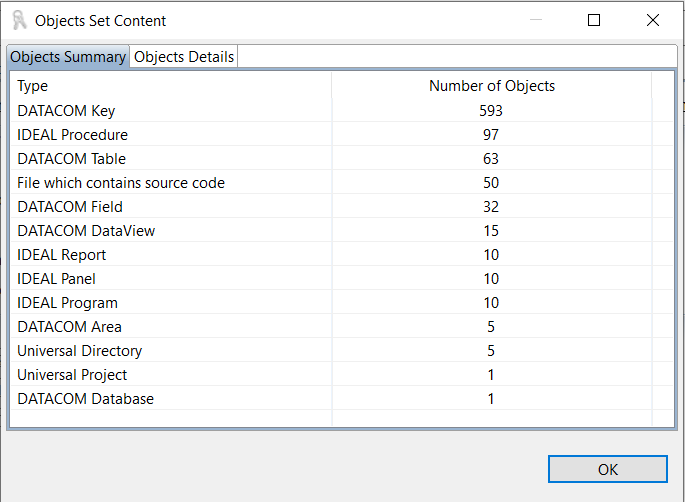 Objects Set Content
Objects Summary Objects Details
Type Number of Objects
DATACOM Key 593
IDEAL Procedure 97
DATACOM Table 63
File which contains source code 50
DATACOM Field 32
DATACOM DataView 15
IDEAL Report 10
IDEAL Panel 10
IDEAL Program 10
DATACOM Area 5
Universal Directory 5
Universal Project 1
DATACOM Database 1
OK